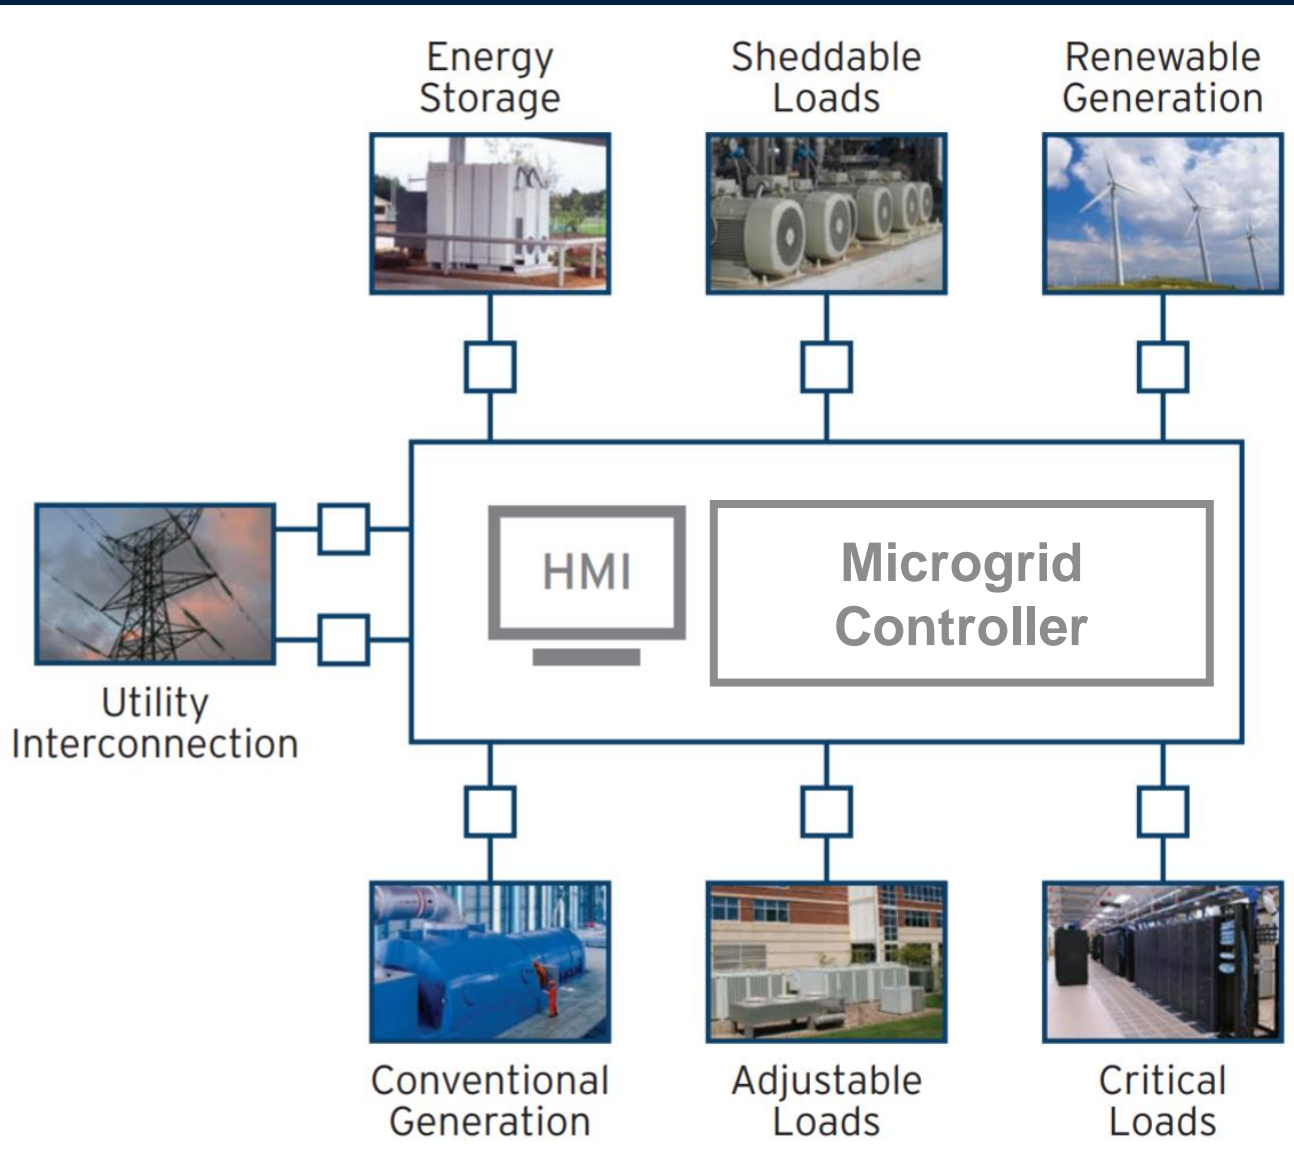 Energy
Storage
Sheddable
Loads
Renewable
Generation
HMI
Microgrid
Controller
Utility
Interconnection
Conventional
Generation
Adjustable
Loads
Critical
Loads